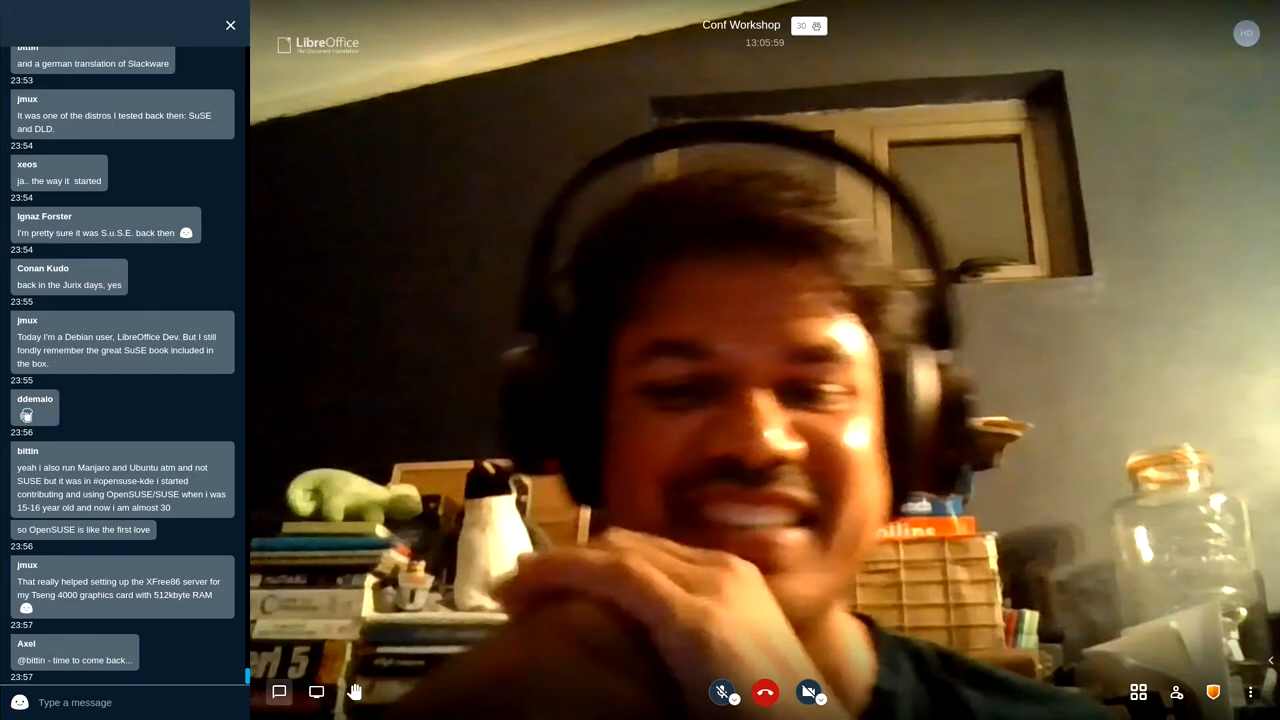 bittin
and a german translation of Slackware
23:53
jmux
It was one of the distros I tested back then: SuSE
and DLD.
23:54
xeos
ja.. the way it  started
23:54
Ignaz Forster
I'm pretty sure it was S.u.S.E. back then
23:54
Conan Kudo
back in the Jurix days, yes
23:55
jmux
Today I'm a Debian user, LibreOffice Dev. But I still
fondly remember the great SuSE book included in
the box.
23:55
ddemaio
23:56
bittin
yeah i also run Manjaro and Ubuntu atm and not
SUSE but it was in #opensuse-kde i started
contributing and using OpenSUSE/SUSE when i was
15-16 year old and now i am almost 30
so OpenSUSE is like the first love
23:56
jmux
That really helped setting up the XFree86 server for
my Tseng 4000 graphics card with 512kbyte RAM
23:57
Axel
@bittin - time to come back...
23:57
Type a message
LibreOffice
The Document Foundation
Conf Workshop
30
13:05:59
HD